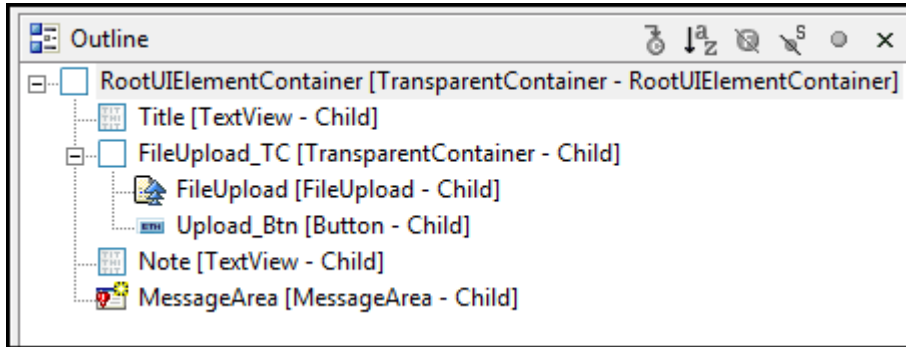 Outline
RootUIElementContainer [TransparentContainer - RootUIElementContainer]
Title [TextView - Child]
FileUpload_TC [TransparentContainer - Child]
FileUpload [FileUpload - Child]
Upload_Btn [Button - Child]
Note [TextView - Child]
MessageArea [MessageArea - Child]